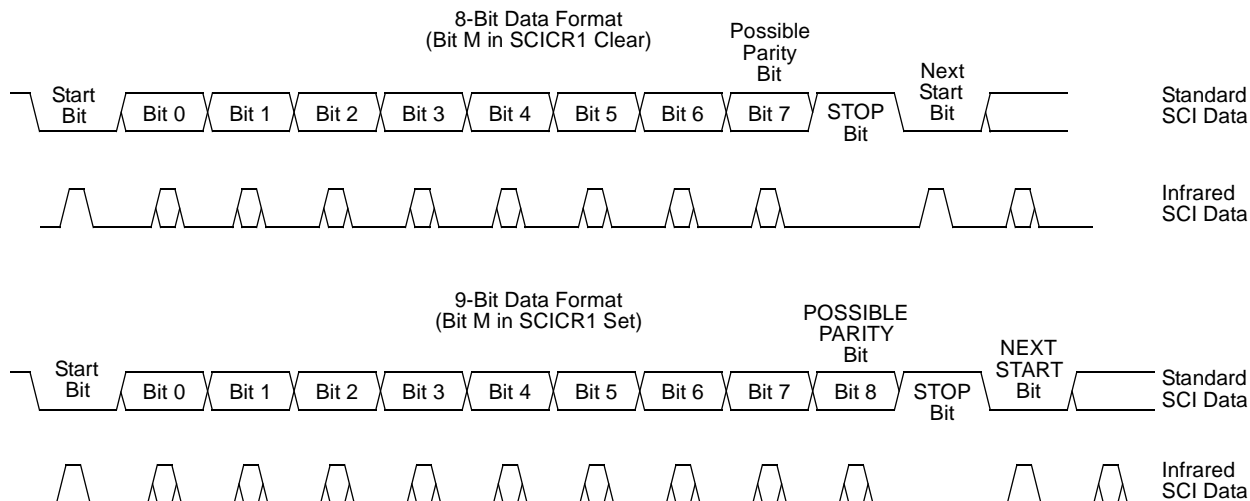 8-Bit Data Format
(Bit M in SCICR1 Clear)
Possible
Parity
Bit
Start
Bit
Bit 0
Bit 1
Bit 2
Bit 3
Bit 4
Bit 5
Bit 6
Bit 7
STOP
Bit
Next
Start
Bit
Standard
SCI Data
Infrared
SCI Data
9-Bit Data Format
(Bit M in SCICR1 Set)
POSSIBLE
PARITY
Bit
Start
Bit
Bit 0
Bit 1
Bit 2
Bit 3
Bit 4
Bit 5
Bit 6
Bit 7
Bit 8
STOP
Bit
NEXT
START
Bit
Standard
SCI Data
Infrared
SCI Data